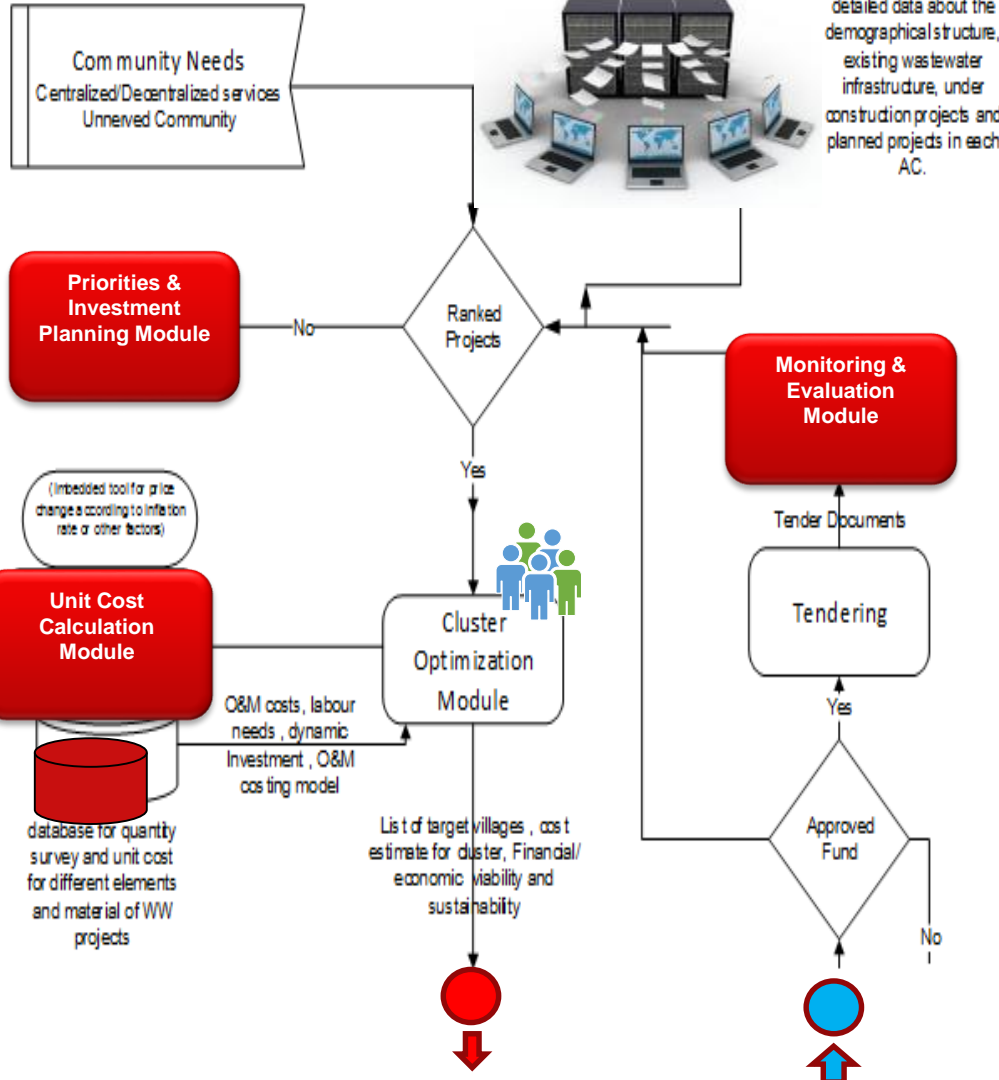 Community Needs
Centralized/Decentralized services
Unnerved Community
detailed data about the
demographical structure,
existing wastewater
infrastructure, under
construction projects and
planned projects in each
AC.
Priorities &
Investment
Planning Module
No
Ranked
Projects
Monitoring &
Evaluation
Module
Yes
(Imbedded tool for price
change according to Inflation
rate or other factors)
Tender Documents
Unit Cost
Calculation
Module
Cluster
Optimization
Module
Tendering
O&M costs, labour
needs , dynamic
Investment , O&M
costing model
Yes
database for quantity
survey and unit cost
for different elements
and material of WW
projects
List of target villages , cost
estimate for cluster, Financial/
economic viability and
sustainability
Approved
Fund
No